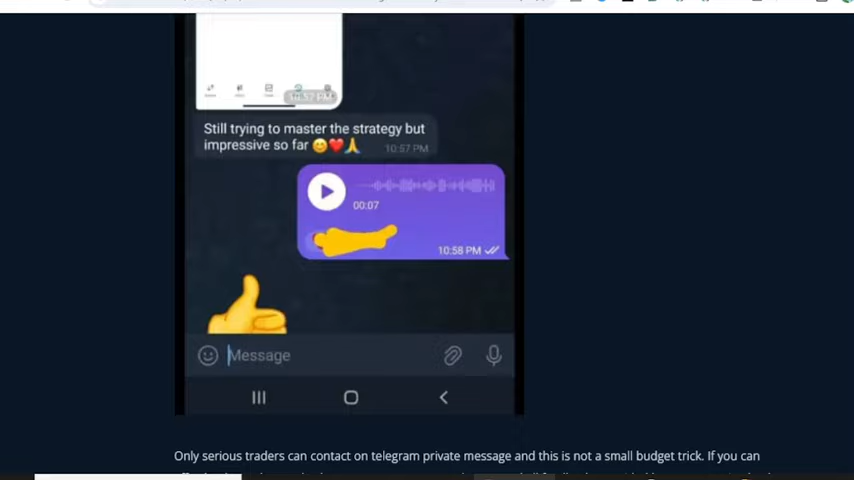 10:57 PM
Still trying to master the strategy but
impressive so far 😊❤️🙏 10:57 PM
00:07
10:58 PM
Message
Only serious traders can contact on telegram private message and this is not a small budget trick. If you can